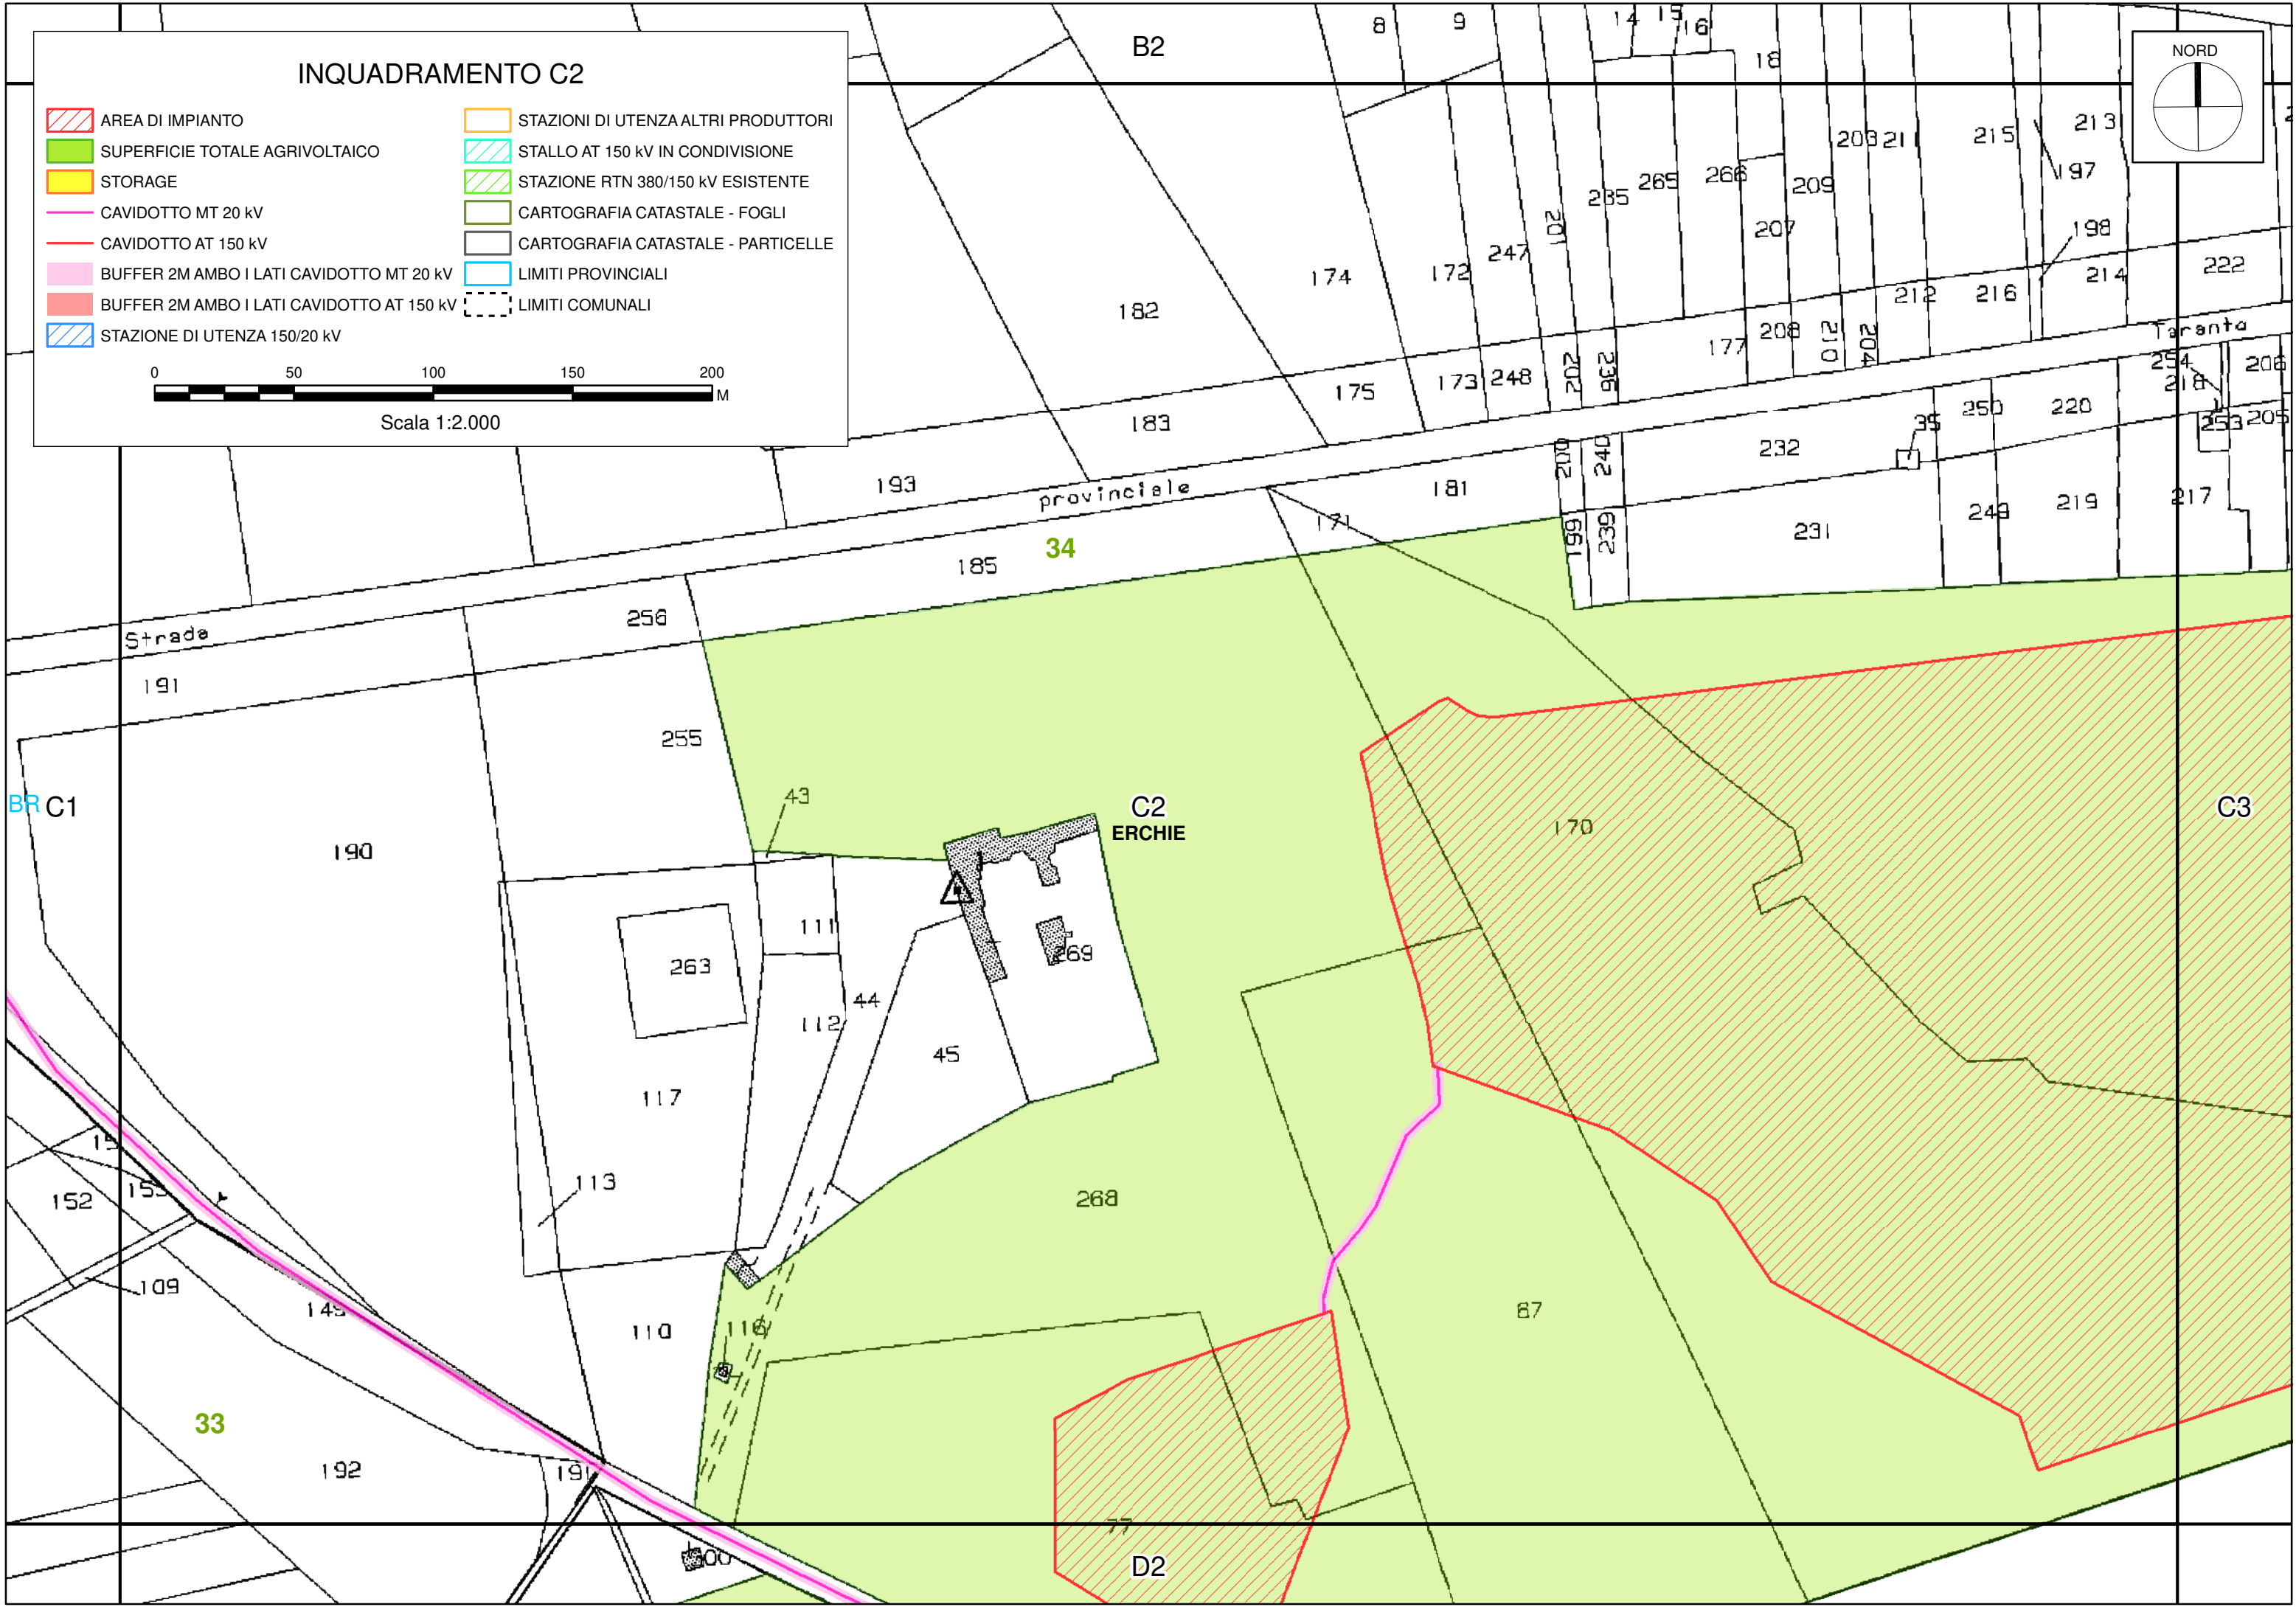 INQUADRAMENTO C2
AREA DI IMPIANTO
SUPERFICIE TOTALE AGRIVOLTAICO
STORAGE
CAVIDOTTO MT 20 kV
CAVIDOTTO AT 150 kV
BUFFER 2M AMBO I LATI CAVIDOTTO MT 20 kV
BUFFER 2M AMBO I LATI CAVIDOTTO AT 150 kV
STAZIONE DI UTENZA 150/20 kV
STAZIONI DI UTENZA ALTRI PRODUTTORI
STALLO AT 150 kV IN CONDIVISIONE
STAZIONE RTN 380/150 kV ESISTENTE
CARTOGRAFIA CATASTALE - FOGLI
CARTOGRAFIA CATASTALE - PARTICELLE
LIMITI PROVINCIALI
LIMITI COMUNALI
0 50 100 150 200
M
Scala 1:2.000
B2
NORD
8
9
14
15
16
18
203
211
215
213
197
266
265
235
209
207
201
198
247
172
174
182
214
222
212
216
208
177
210
204
Taranto
202
236
173
248
175
183
254
218
206
253
205
220
250
35
232
200
240
181
193
provinciale
171
185
34
199
239
231
249
219
217
256
Strada
191
255
BR
C1
43
C2
ERCHIE
C3
170
190
111
263
269
44
112
45
117
113
268
152
153
109
149
110
116
87
33
192
191
77
D2